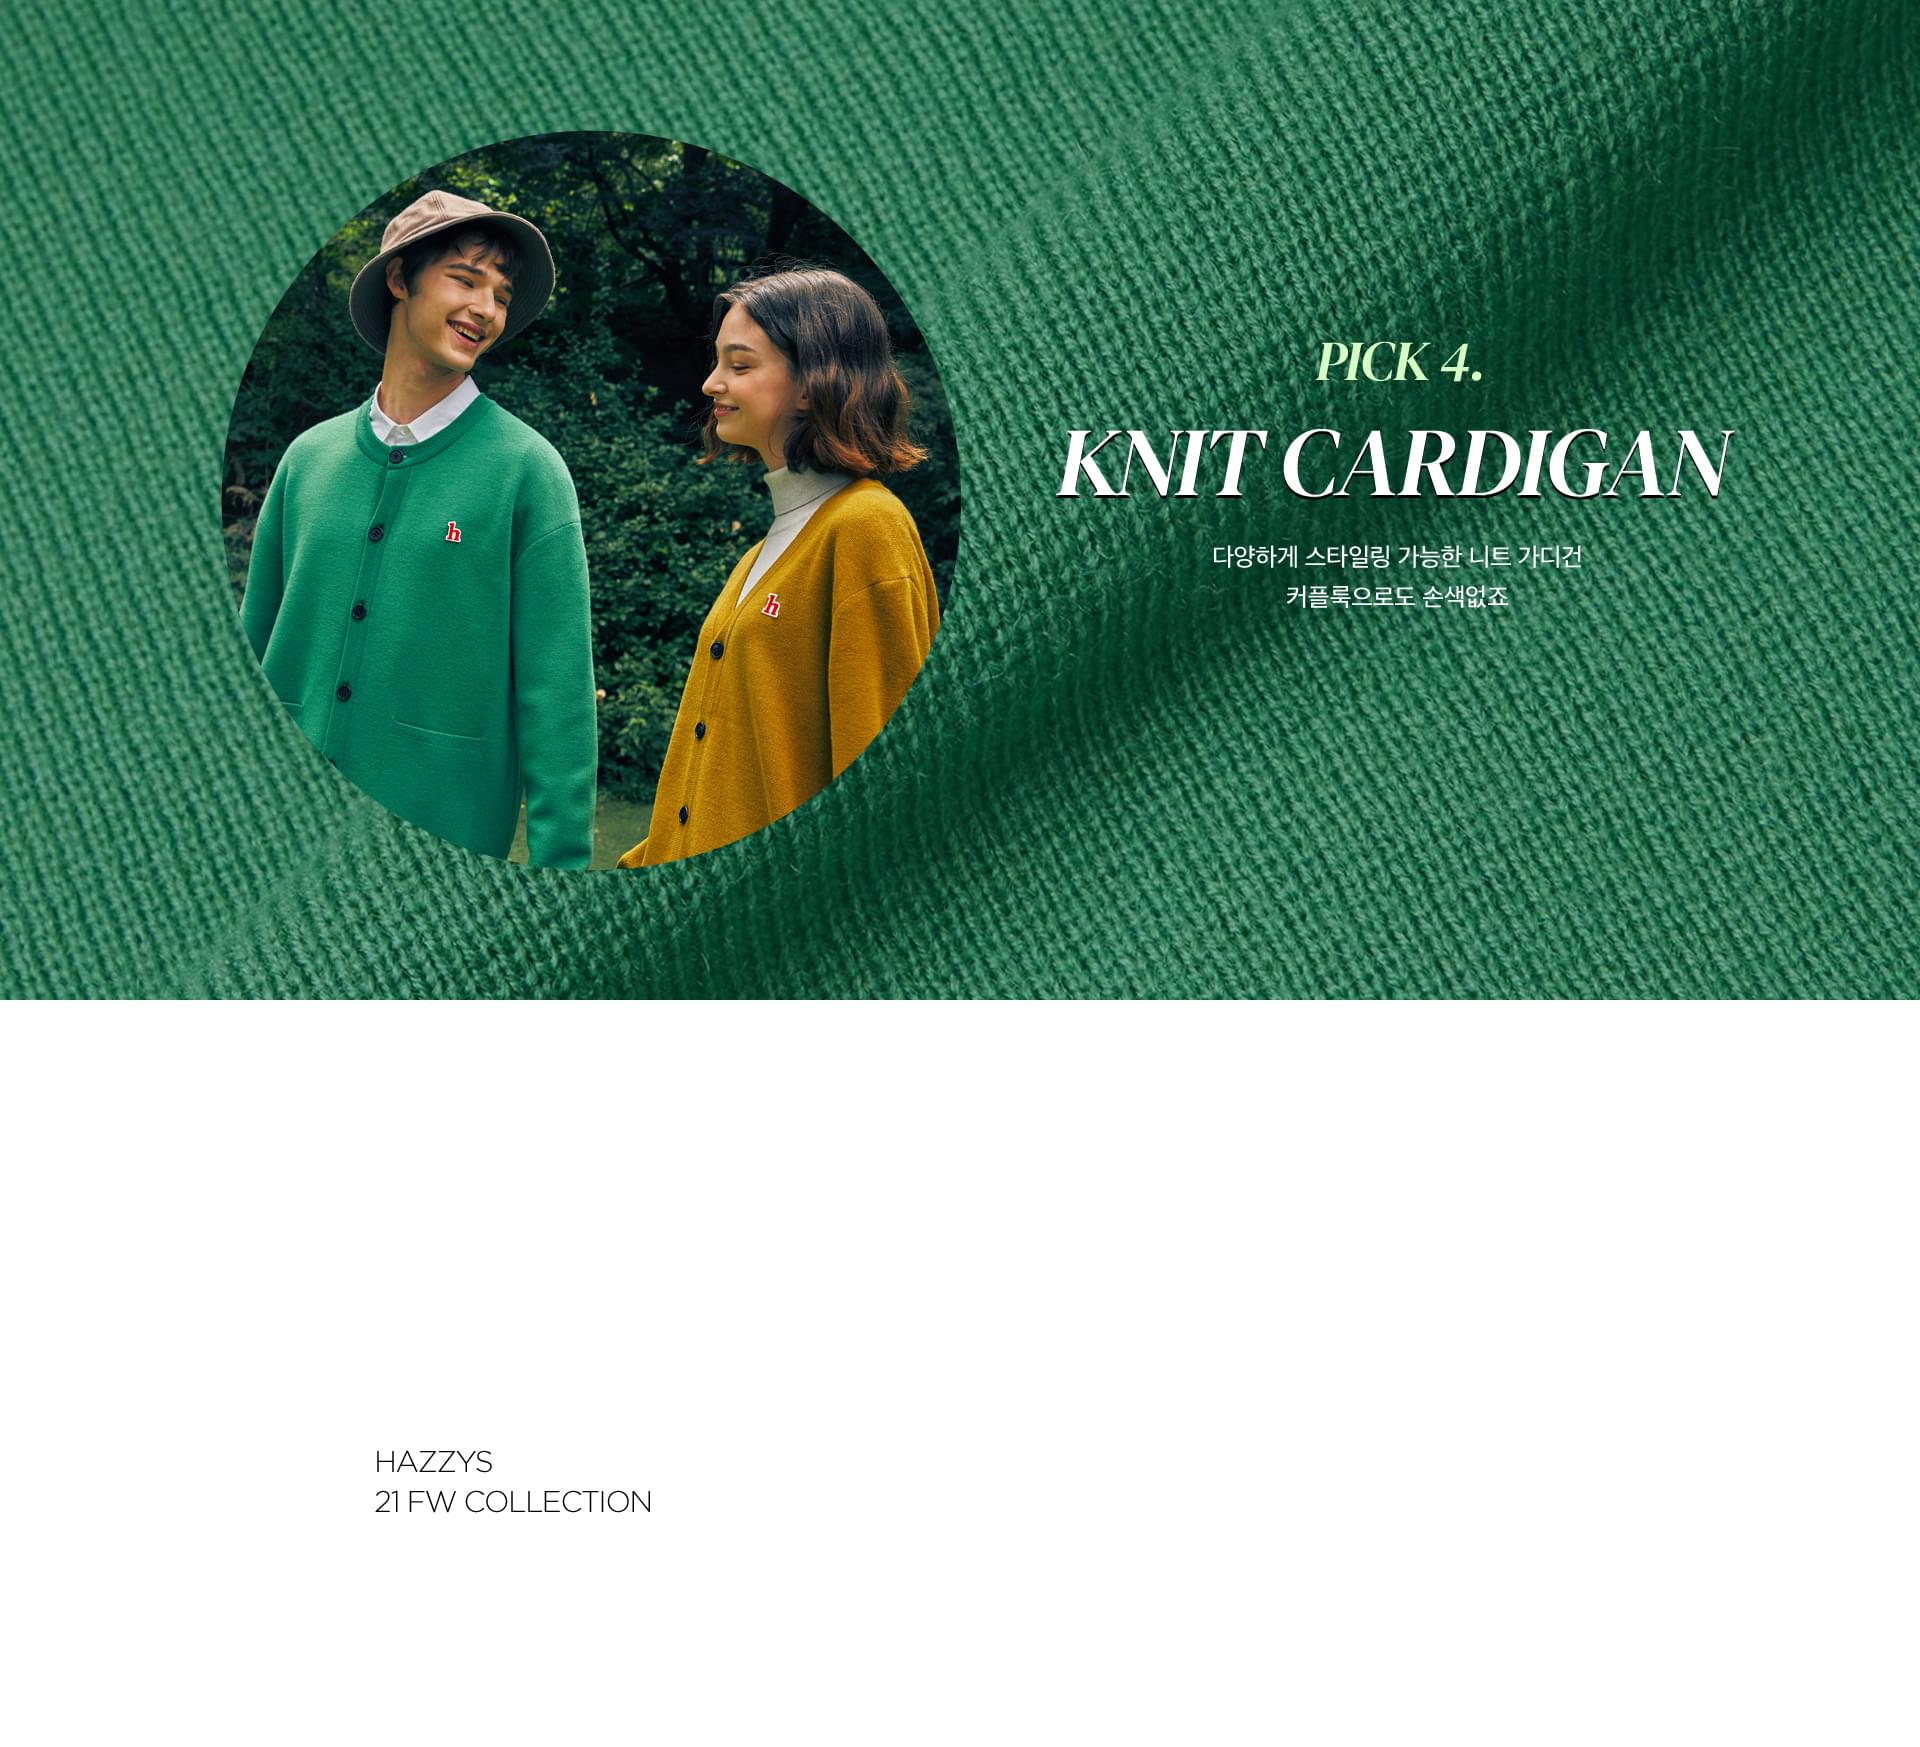 PICK 4.
KNIT CARDIGAN
다양하게 스타일링 가능한 니트 가디건
커플룩으로도 손색없죠
h
h
HAZZYS
21 FW COLLECTION